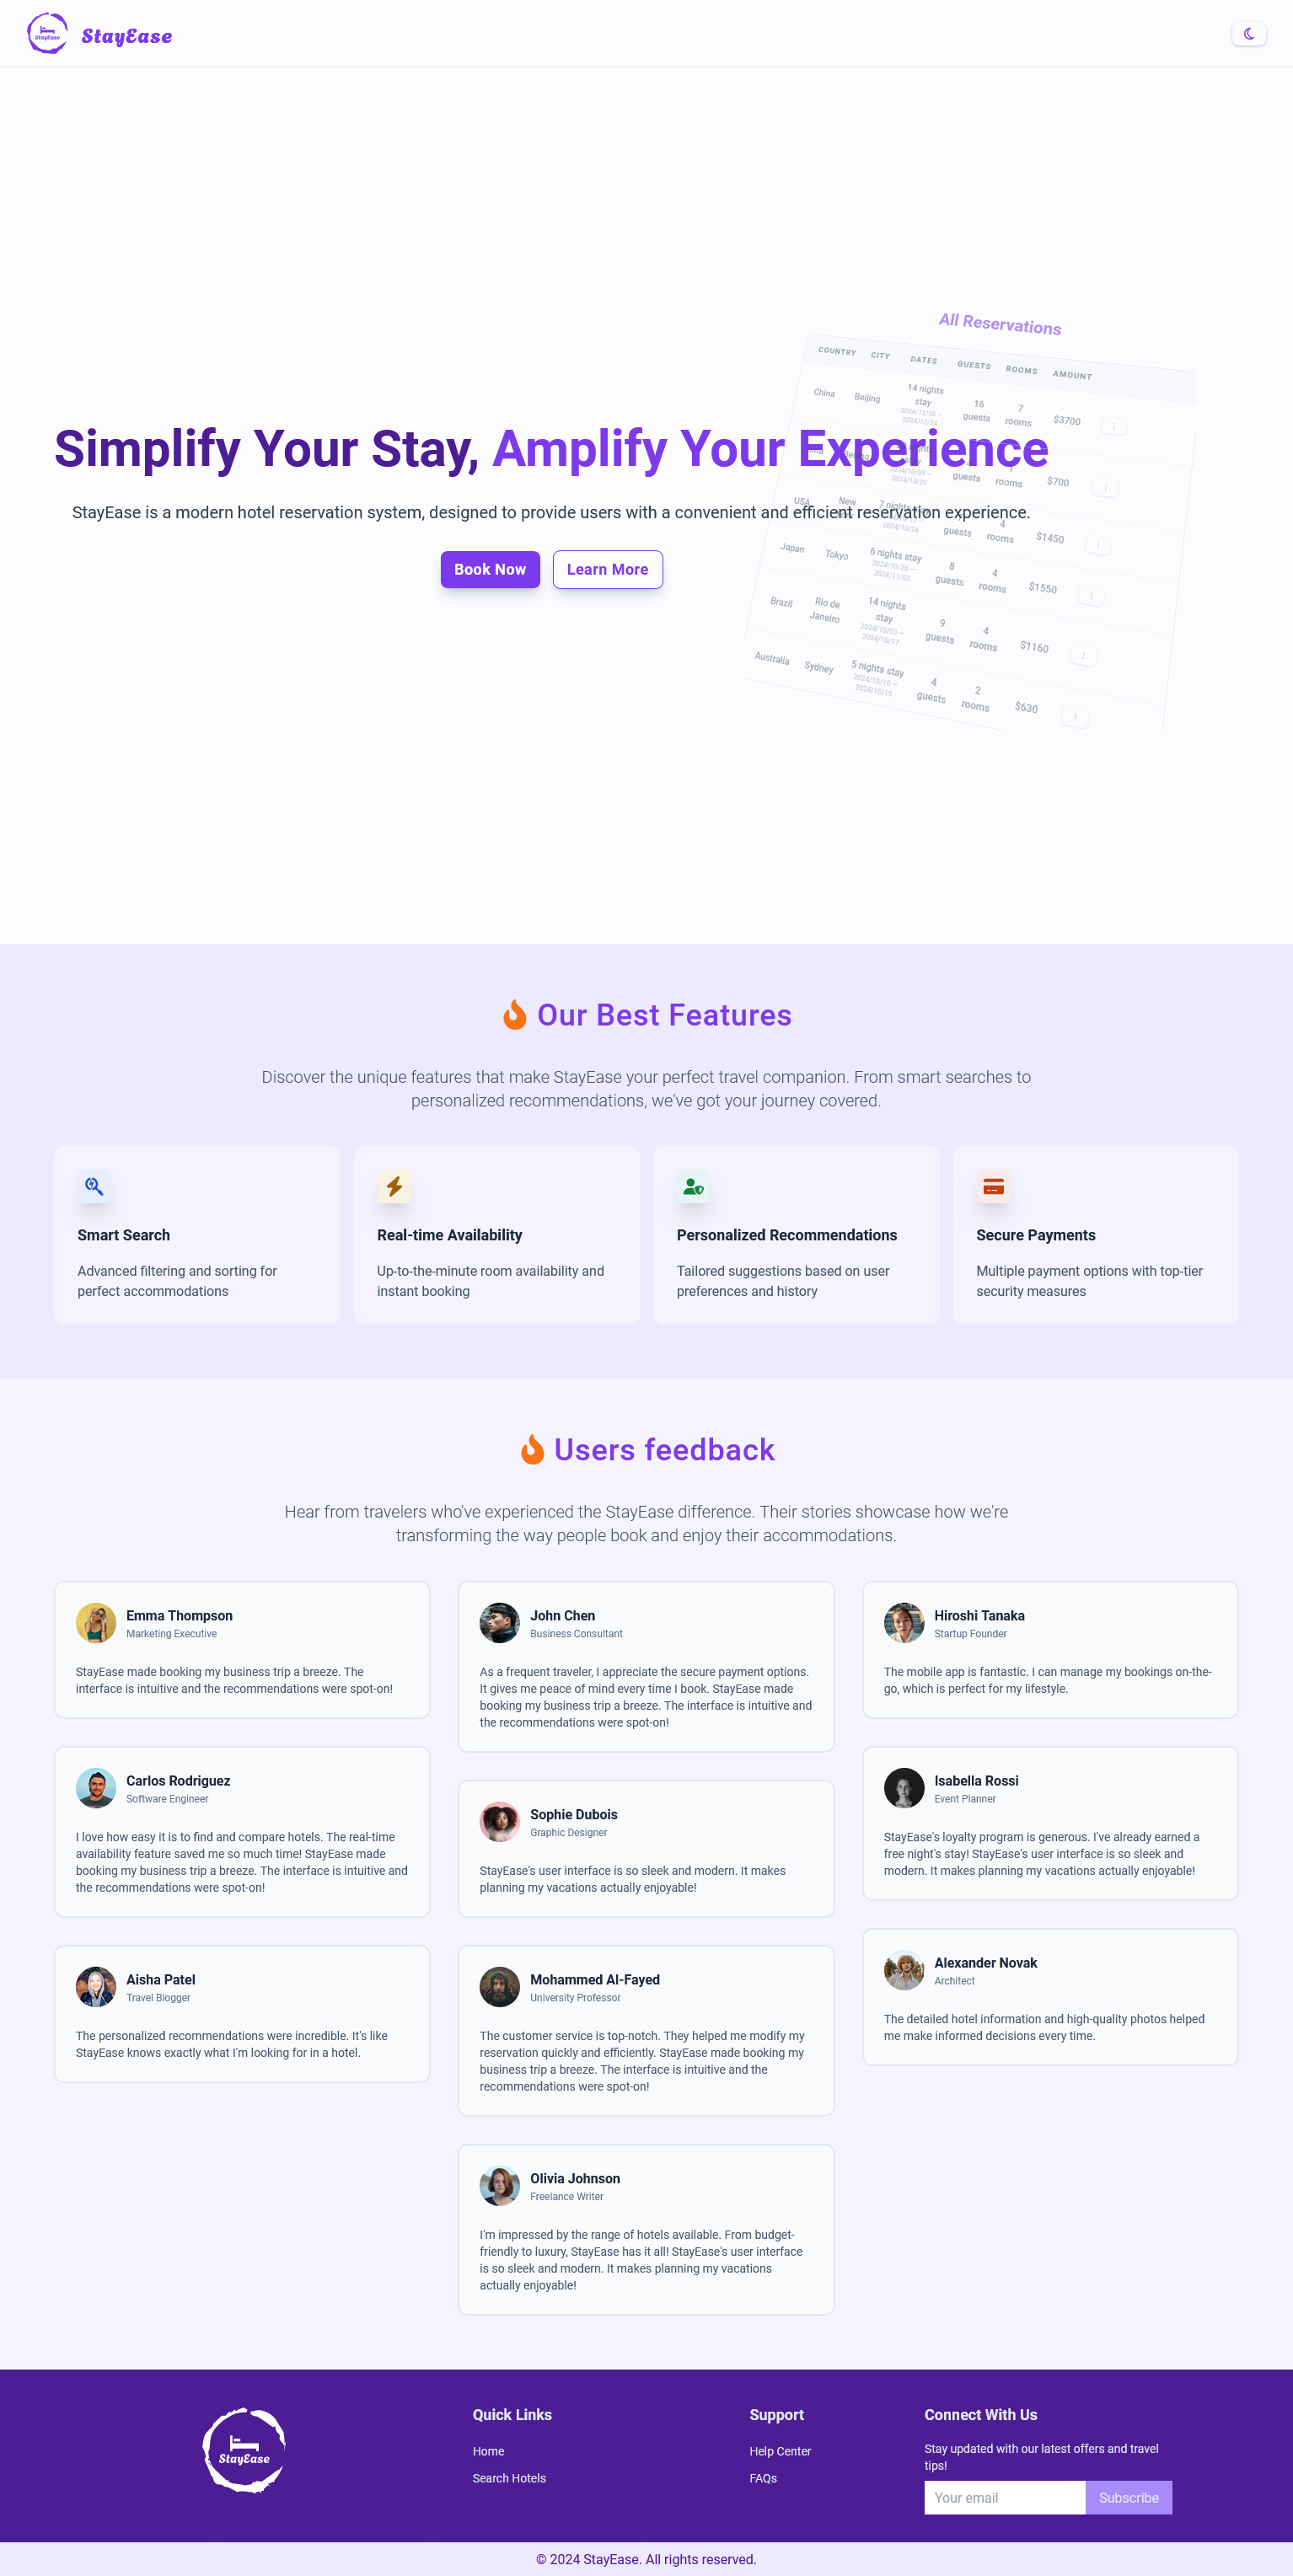 StayEase
StayEase
All Reservations
COUNTRY CITY DATES GUESTS ROOMS AMOUNT
China Beijing 14 nights stay 2024/12/10 — 2024/12/24 16 guests 7 rooms $3700
guests rooms $700
Simplify Your Stay, Amplify Your Experience
USA New 7 nights 2024/10/24 guests 4 rooms $1450
StayEase is a modern hotel reservation system, designed to provide users with a convenient and efficient reservation experience.
Japan Tokyo 6 nights stay 2024/10/26 — 2024/11/02 8 guests 4 rooms $1550
Book Now Learn More
Brazil Rio de Janeiro 14 nights stay 2024/10/03 — 2024/10/17 9 guests 4 rooms $1160
Australia Sydney 5 nights stay 2024/10/10 — 2024/10/15 4 guests 2 rooms $630
Our Best Features
Discover the unique features that make StayEase your perfect travel companion. From smart searches to
personalized recommendations, we've got your journey covered.
Smart Search
Advanced filtering and sorting for
perfect accommodations
Real-time Availability
Up-to-the-minute room availability and
instant booking
Personalized Recommendations
Tailored suggestions based on user
preferences and history
Secure Payments
Multiple payment options with top-tier
security measures
Users feedback
Hear from travelers who've experienced the StayEase difference. Their stories showcase how we're
transforming the way people book and enjoy their accommodations.
Emma Thompson
Marketing Executive
StayEase made booking my business trip a breeze. The
interface is intuitive and the recommendations were spot-on!
Carlos Rodriguez
Software Engineer
I love how easy it is to find and compare hotels. The real-time
availability feature saved me so much time! StayEase made
booking my business trip a breeze. The interface is intuitive and
the recommendations were spot-on!
Aisha Patel
Travel Blogger
The personalized recommendations were incredible. It's like
StayEase knows exactly what I'm looking for in a hotel.
John Chen
Business Consultant
As a frequent traveler, I appreciate the secure payment options.
It gives me peace of mind every time I book. StayEase made
booking my business trip a breeze. The interface is intuitive and
the recommendations were spot-on!
Sophie Dubois
Graphic Designer
StayEase's user interface is so sleek and modern. It makes
planning my vacations actually enjoyable!
Mohammed Al-Fayed
University Professor
The customer service is top-notch. They helped me modify my
reservation quickly and efficiently. StayEase made booking my
business trip a breeze. The interface is intuitive and the
recommendations were spot-on!
Olivia Johnson
Freelance Writer
I'm impressed by the range of hotels available. From budget-
friendly to luxury, StayEase has it all! StayEase's user interface
is so sleek and modern. It makes planning my vacations
actually enjoyable!
Hiroshi Tanaka
Startup Founder
The mobile app is fantastic. I can manage my bookings on-the-
go, which is perfect for my lifestyle.
Isabella Rossi
Event Planner
StayEase's loyalty program is generous. I've already earned a
free night's stay! StayEase's user interface is so sleek and
modern. It makes planning my vacations actually enjoyable!
Alexander Novak
Architect
The detailed hotel information and high-quality photos helped
me make informed decisions every time.
StayEase
Quick Links
Home
Search Hotels
Support
Help Center
FAQs
Connect With Us
Stay updated with our latest offers and travel
tips!
Your email Subscribe
© 2024 StayEase. All rights reserved.